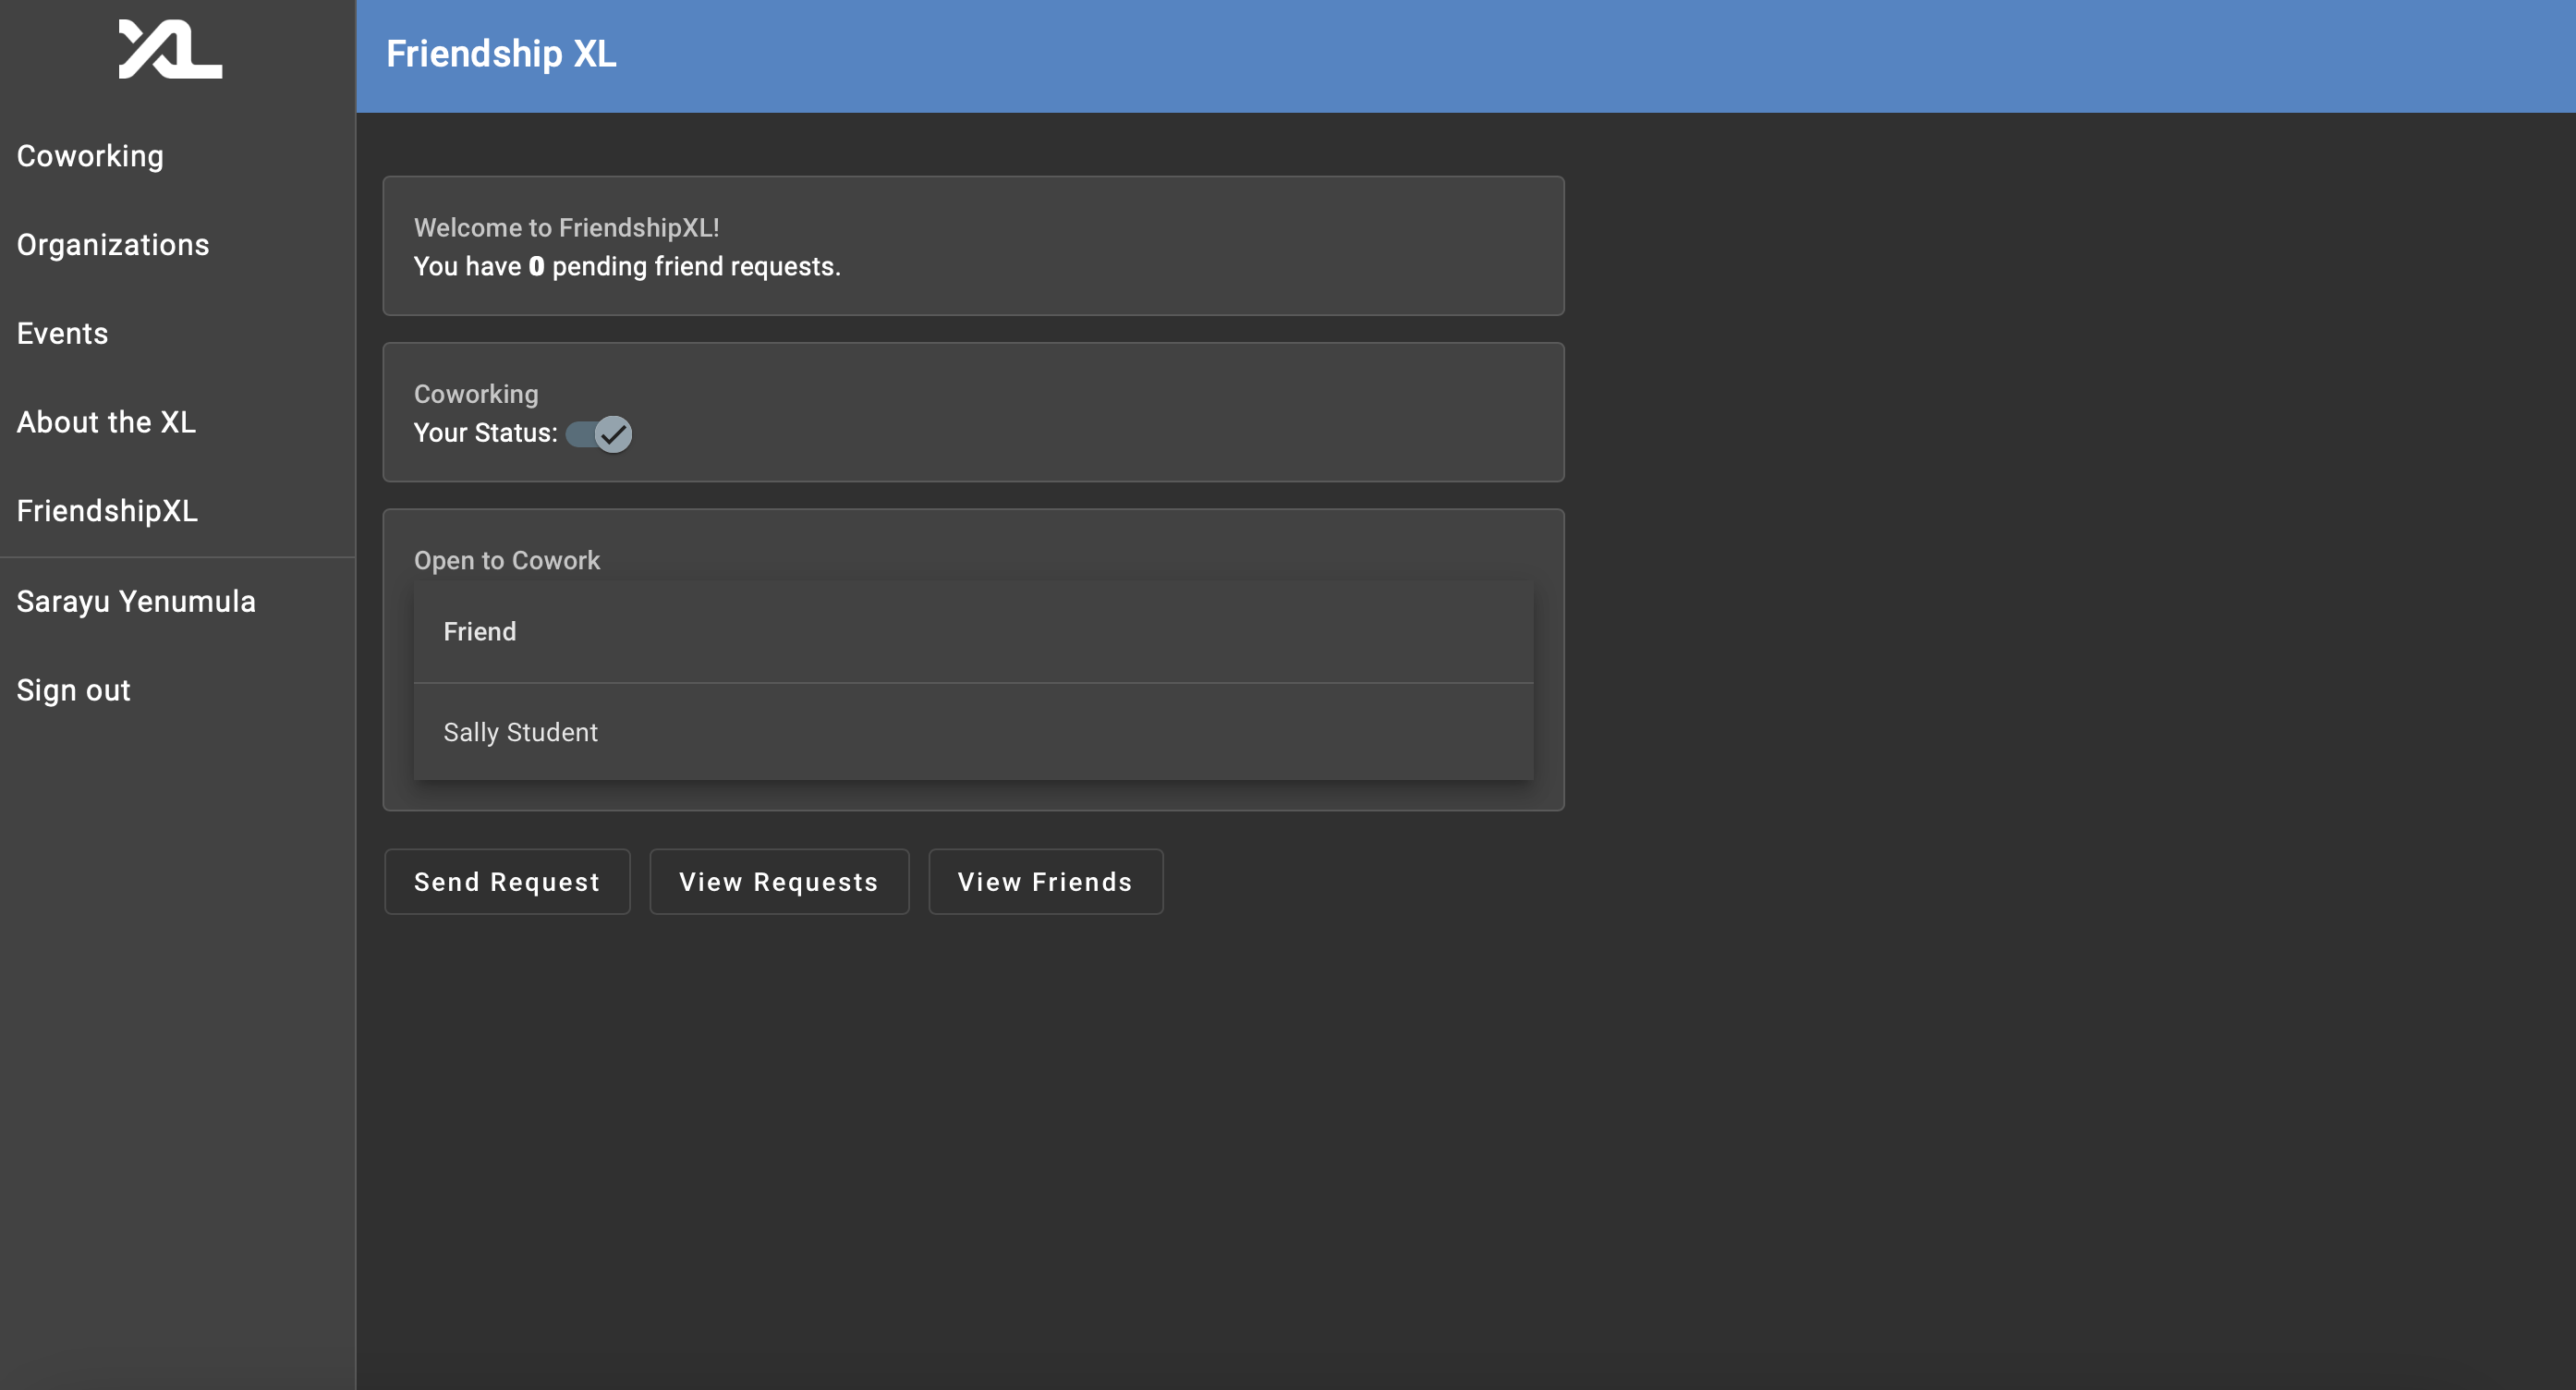 XL
Coworking
Organizations
Events
About the XL
FriendshipXL
Sarayu Yenumula
Sign out
Friendship XL
Welcome to FriendshipXL!
You have 0 pending friend requests.
Coworking
Your Status:
Open to Cowork
Friend
Sally Student
Send Request
View Requests
View Friends